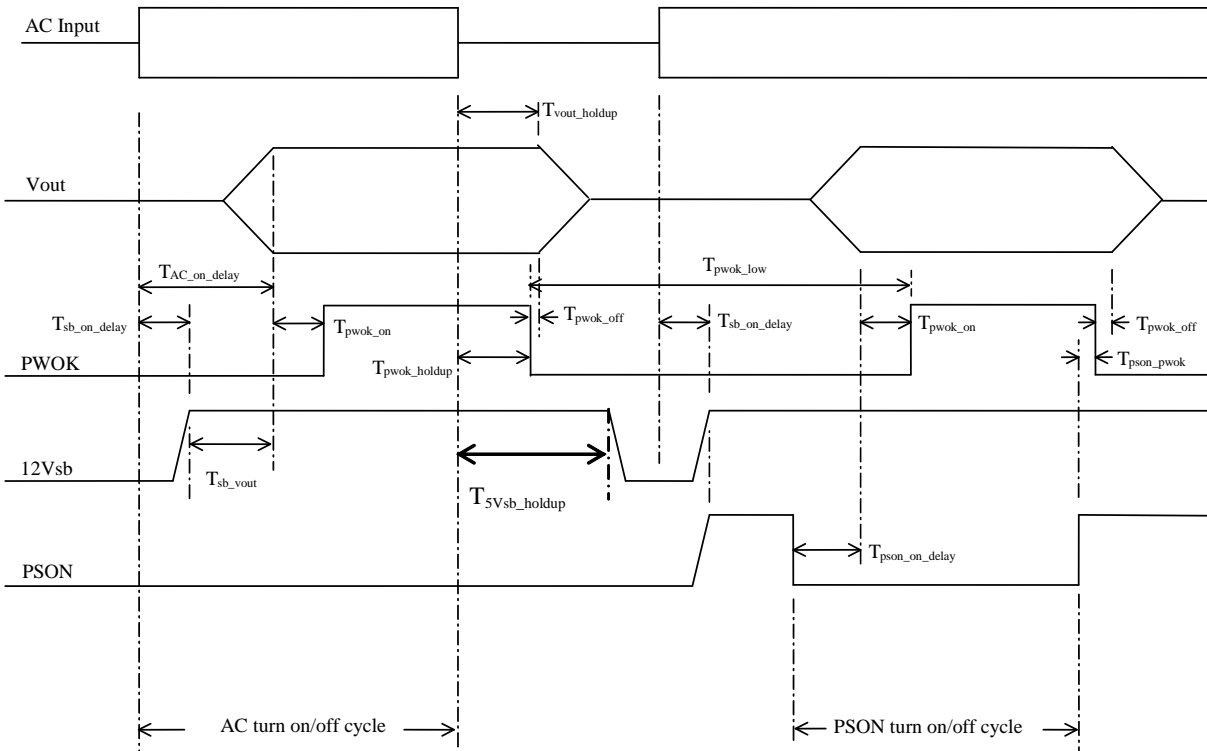 AC Input
Tvout_holdup
Vout
TAC_on_delay
Tpwok_low
Tsb_on_delay
Tpwok_on
Tpwok_off
Tsb_on_delay
Tpwok_on
Tpwok_off
PWOK
Tpwok_holdup
Tpson_pwok
12Vsb
Tsb_vout
T5Vsb_holdup
PSON
Tpson_on_delay
AC turn on/off cycle
PSON turn on/off cycle